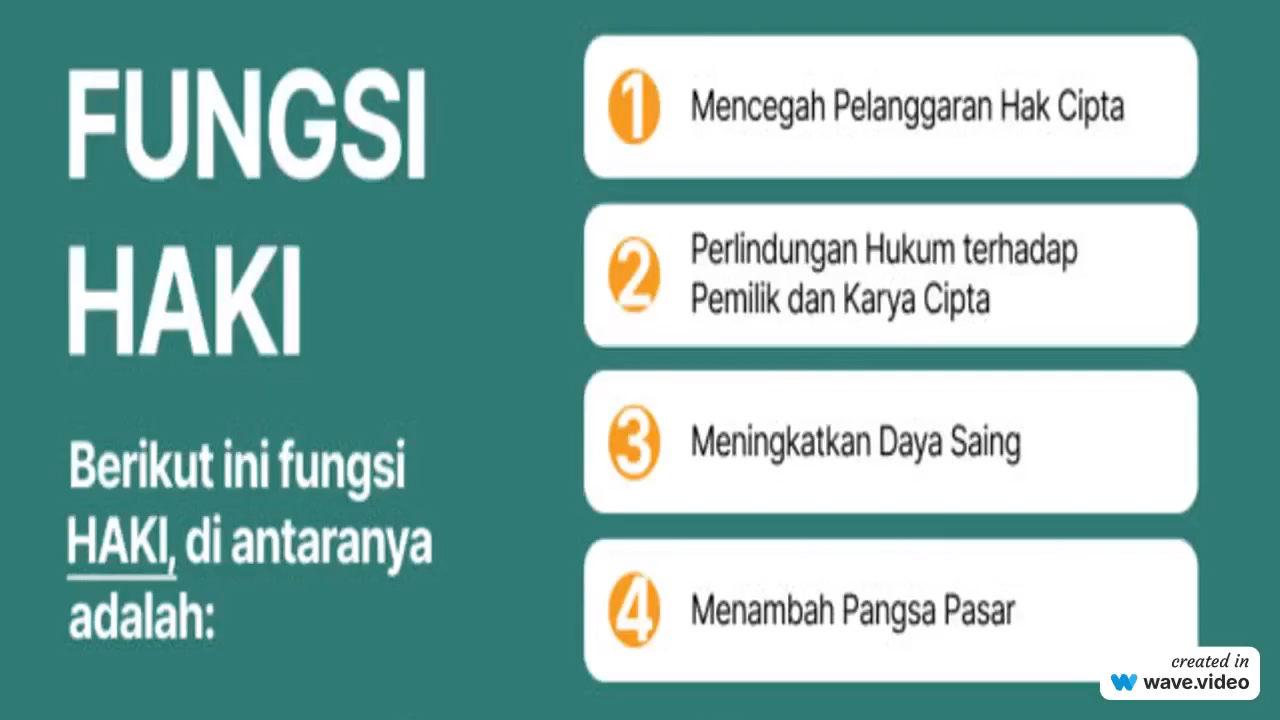 FUNGSI
HAKI
Berikut ini fungsi
HAKI, di antaranya
adalah:
1 Mencegah Pelanggaran Hak Cipta
2 Perlindungan Hukum terhadap
Pemilik dan Karya Cipta
3 Meningkatkan Daya Saing
4 Menambah Pangsa Pasar
created in
wave.video